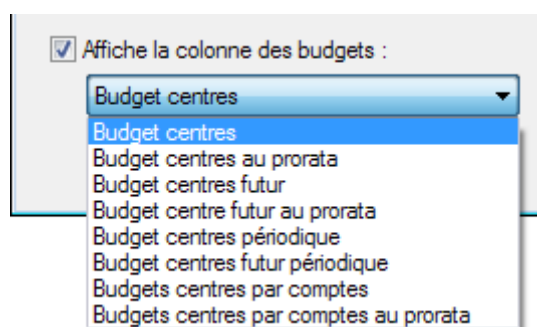 Affiche la colonne des budgets :
Budget centres
Budget centres
Budget centres au prorata
Budget centres futur
Budget centre futur au prorata
Budget centres périodique
Budget centres futur périodique
Budgets centres par comptes
Budgets centres par comptes au prorata